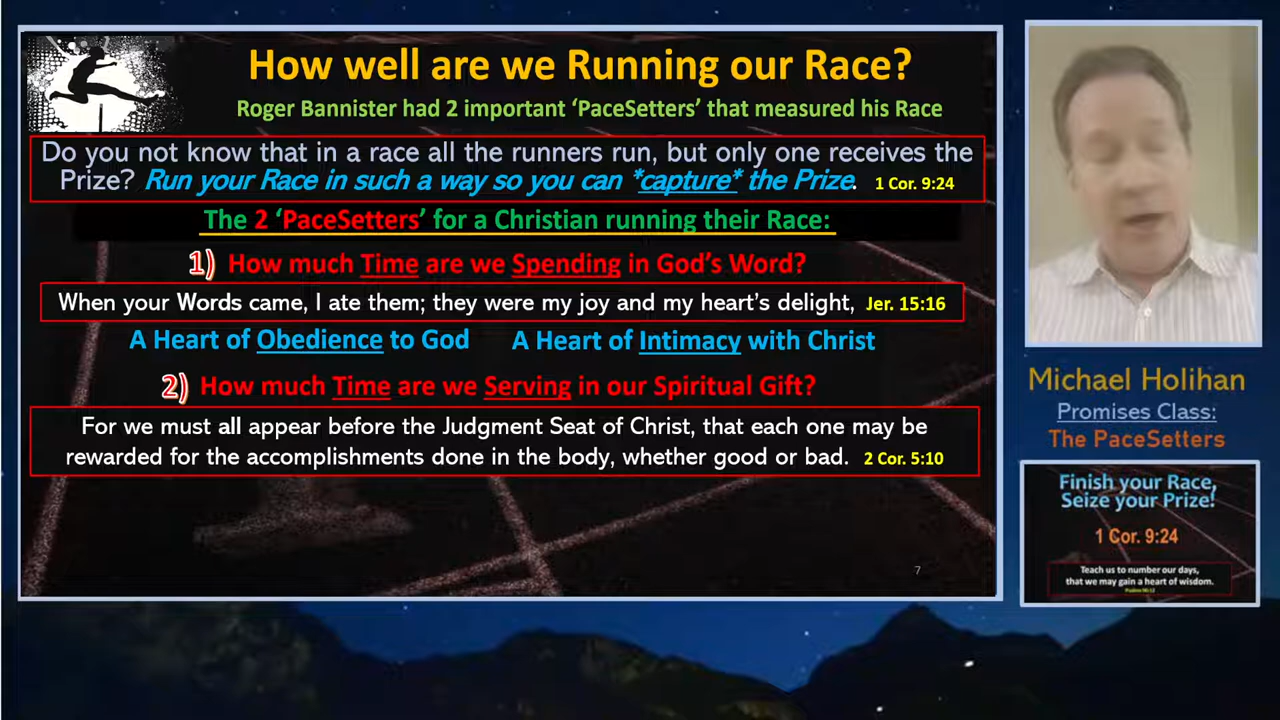 How well are we Running our Race?
Roger Bannister had 2 important ‘PaceSetters’ that measured his Race
Do you not know that in a race all the runners run, but only one receives the
Prize? Run your Race in such a way so you can *capture* the Prize. 1 Cor. 9:24
The 2 ‘PaceSetters’ for a Christian running their Race:
1) How much Time are we Spending in God’s Word?
When your Words came, I ate them; they were my joy and my heart’s delight, Jer. 15:16
A Heart of Obedience to God A Heart of Intimacy with Christ
2) How much Time are we Serving in our Spiritual Gift?
For we must all appear before the Judgment Seat of Christ, that each one may be
rewarded for the accomplishments done in the body, whether good or bad. 2 Cor. 5:10
7
Michael Holihan
Promises Class:
The PaceSetters
Finish your Race,
Seize your Prize!
1 Cor. 9:24
Teach us to number our days,
that we may gain a heart of wisdom.
Psalms 90:12